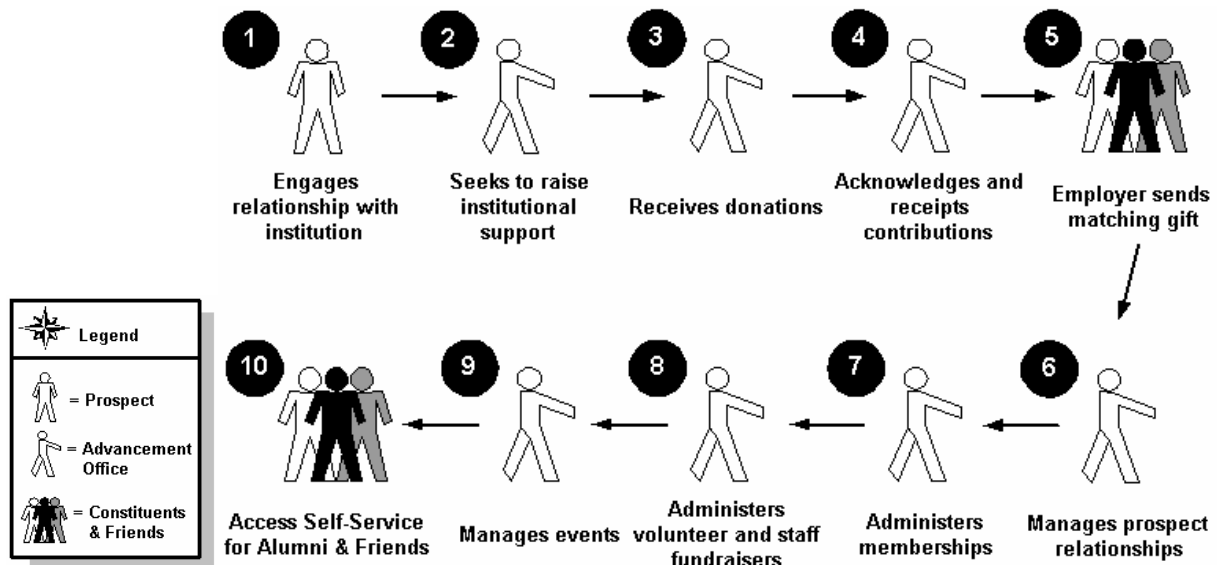 1
2
3
4
5
Engages
relationship with
institution
Seeks to raise
institutional
support
Receives donations
Acknowledges and
receipts
contributions
Employer sends
matching gift
Legend
= Prospect
= Advancement
Office
= Constituents
& Friends
10
9
8
7
6
Access Self-Service
for Alumni & Friends
Manages events
Administers
volunteer and staff
fundraisers
Administers
memberships
Manages prospect
relationships